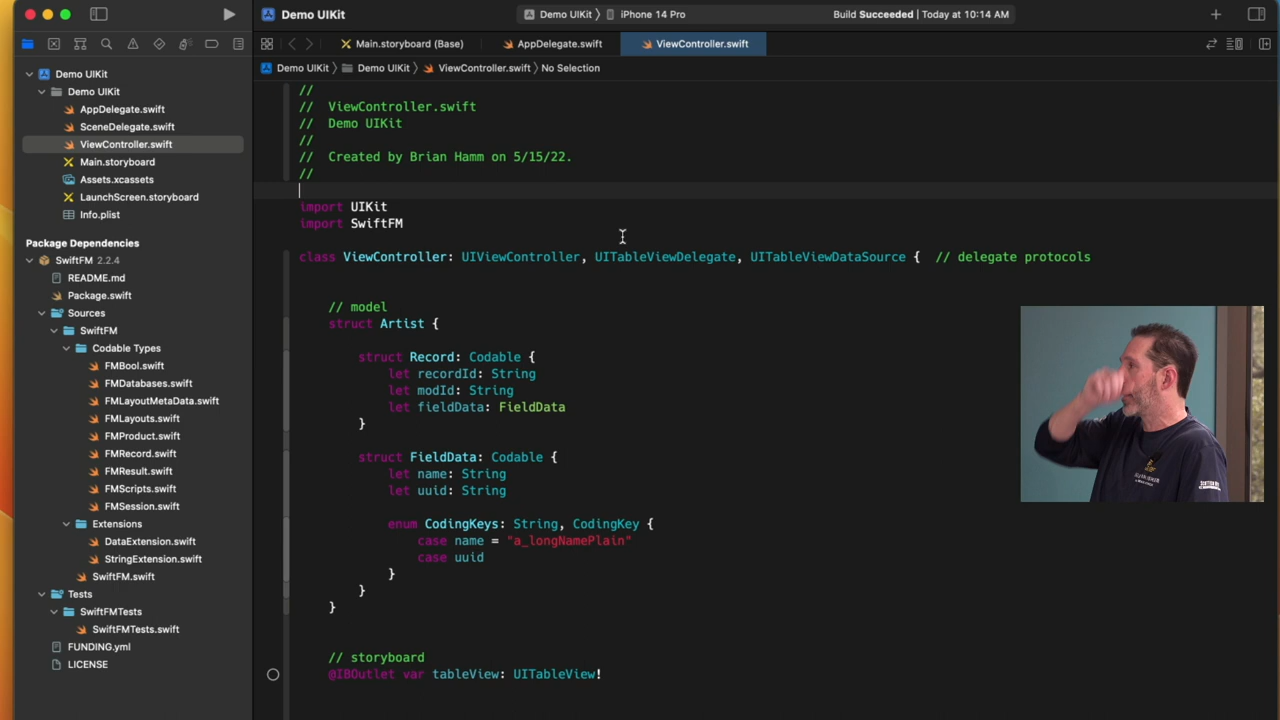 Demo UIKit
Demo UIKit
iPhone 14 Pro
Build Succeeded | Today at 10:14 AM
Main.storyboard (Base)
AppDelegate.swift
ViewController.swift
Demo UIKit
Demo UIKit
ViewController.swift
No Selection
Demo UIKit
Demo UIKit
AppDelegate.swift
SceneDelegate.swift
ViewController.swift
Main.storyboard
Assets.xcassets
LaunchScreen.storyboard
Info.plist
Package Dependencies
SwiftFM 2.2.4
README.md
Package.swift
Sources
SwiftFM
Codable Types
FMBool.swift
FMDatabases.swift
FMLayoutMetaData.swift
FMLayouts.swift
FMProduct.swift
FMRecord.swift
FMResult.swift
FMScripts.swift
FMSession.swift
Extensions
DataExtension.swift
StringExtension.swift
SwiftFM.swift
Tests
SwiftFMTests
SwiftFMTests.swift
FUNDING.yml
LICENSE
//
// ViewController.swift
// Demo UIKit
//
// Created by Brian Hamm on 5/15/22.
//
import UIKit
import SwiftFM
class ViewController: UIViewController, UITableViewDelegate, UITableViewDataSource { // delegate protocols
// model
struct Artist {
struct Record: Codable {
let recordId: String
let modId: String
let fieldData: FieldData
}
struct FieldData: Codable {
let name: String
let uuid: String
enum CodingKeys: String, CodingKey {
case name = "a_longNamePlain"
case uuid
}
}
}
// storyboard
@IBOutlet var tableView: UITableView!